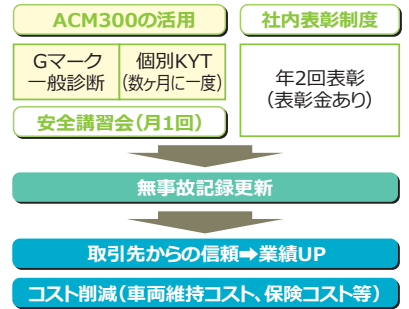 ACM300の活用
社内表彰制度
Gマーク
一般診断
個別KYT
(数ヶ月に一度)
年2回表彰
(表彰金あり)
安全講習会(月1回)
無事故記録更新
取引先からの信頼➡業績UP
コスト削減(車両維持コスト、保険コスト等)